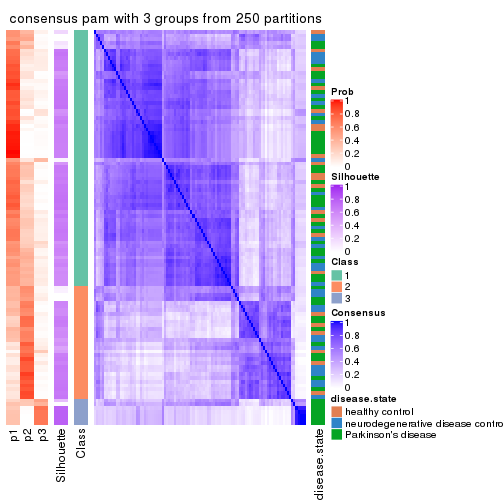 consensus pam with 3 groups from 250 partitions
Prob
1
0.8
0.6
0.4
0.2
0
Silhouette
1
0.8
0.6
0.4
0.2
0
Class
1
2
3
Consensus
1
0.8
0.6
0.4
0.2
0
disease.state
healthy control
neurodegenerative disease contro
Parkinson's disease
p1
p2
p3
Silhouette
Class
disease.state